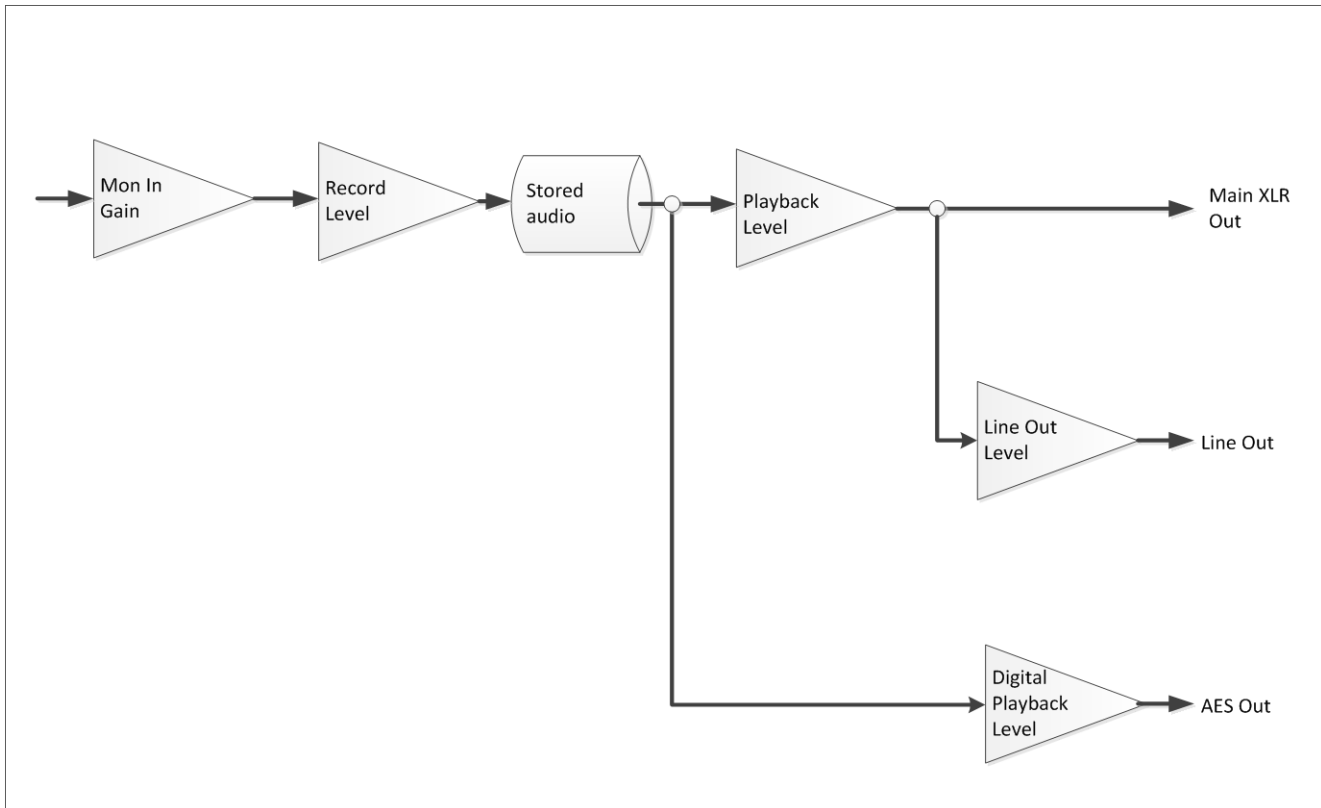 Mon In
Gain
Record
Level
Stored
audio
Playback
Level
Main XLR
Out
Line Out
Level
Line Out
Digital
Playback
Level
AES Out